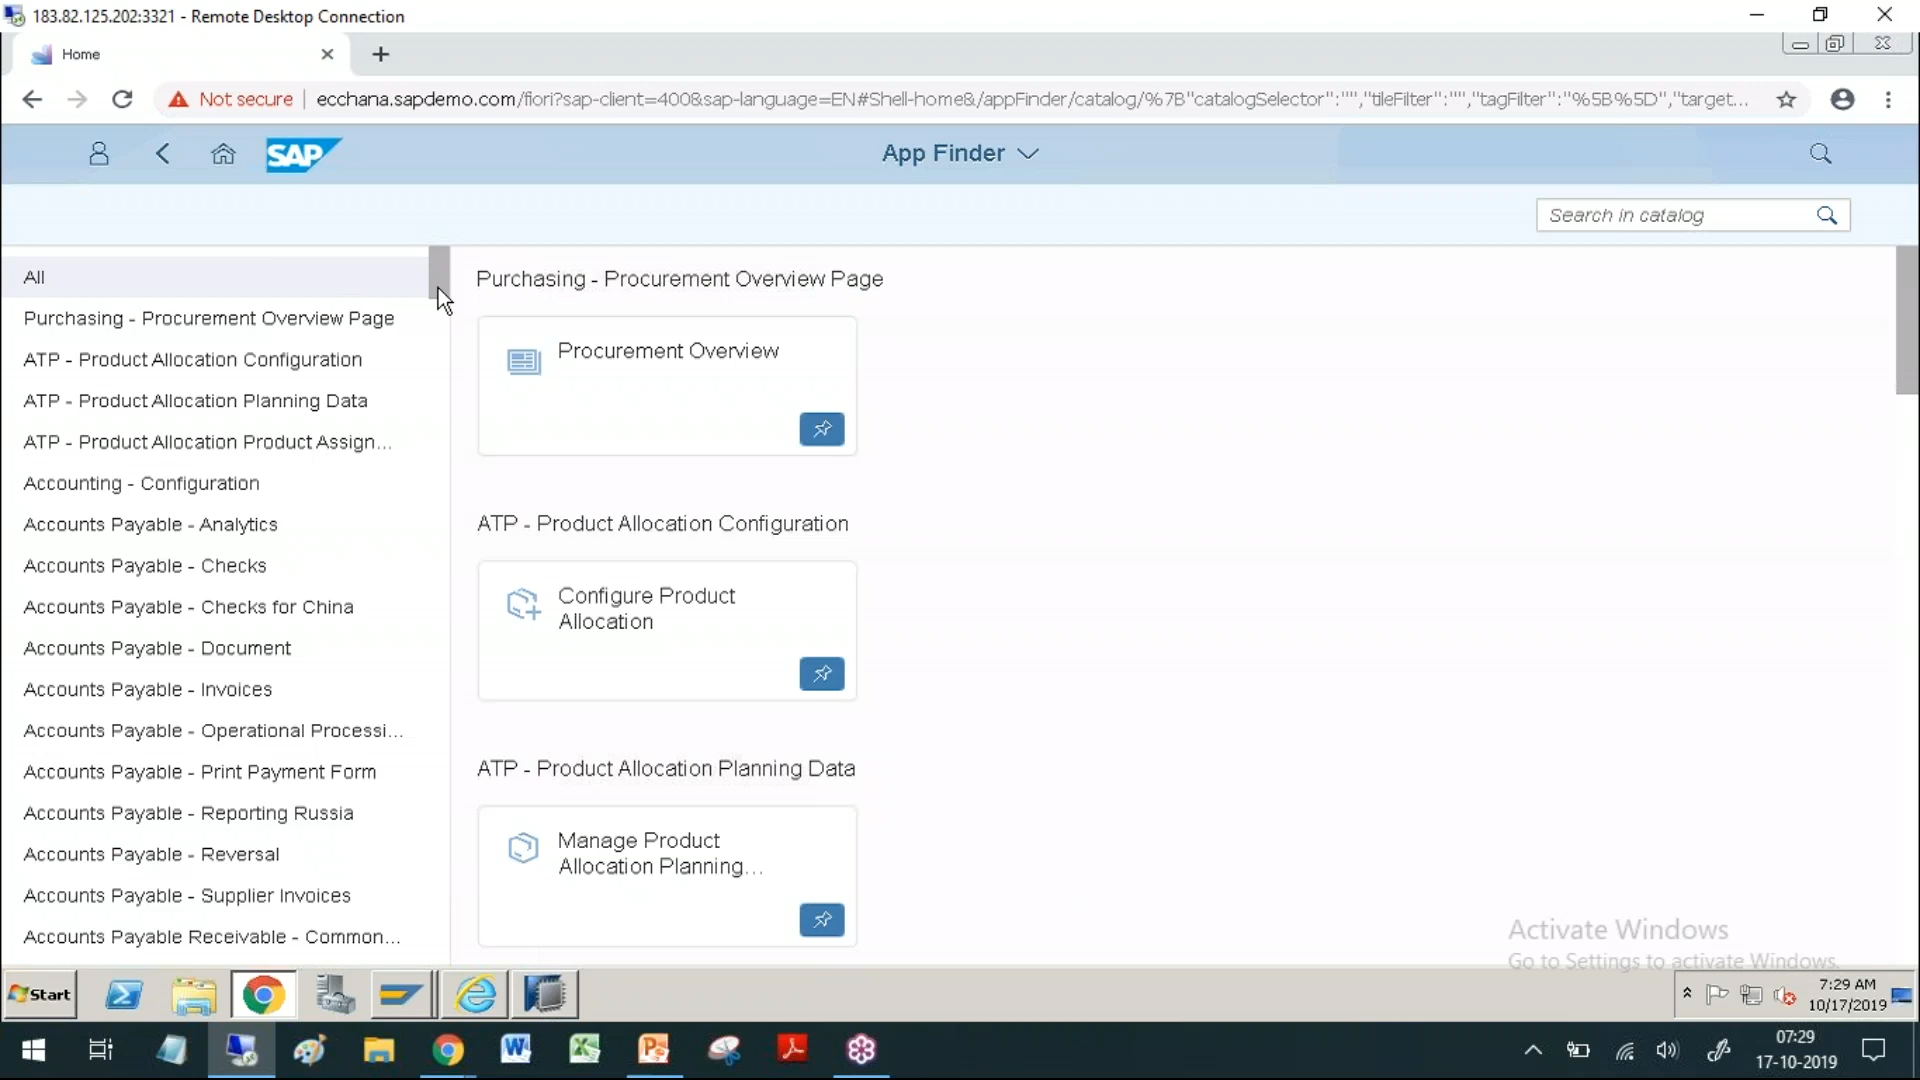 183.82.125.202:3321 - Remote Desktop Connection
Home
Not secure
ecchana.sapdemo.com/fiori?sap-client=400&sap-language=EN#Shell-home&/appFinder/catalog/%7B"catalogSelector":"","tileFilter":"","tagFilter":"%5B%5D","target...
SAP
App Finder
Search in catalog
All
Purchasing - Procurement Overview Page
ATP - Product Allocation Configuration
ATP - Product Allocation Planning Data
ATP - Product Allocation Product Assign...
Accounting - Configuration
Accounts Payable - Analytics
Accounts Payable - Checks
Accounts Payable - Checks for China
Accounts Payable - Document
Accounts Payable - Invoices
Accounts Payable - Operational Processi...
Accounts Payable - Print Payment Form
Accounts Payable - Reporting Russia
Accounts Payable - Reversal
Accounts Payable - Supplier Invoices
Accounts Payable Receivable - Common...
Purchasing - Procurement Overview Page
Procurement Overview
ATP - Product Allocation Configuration
Configure Product
Allocation
ATP - Product Allocation Planning Data
Manage Product
Allocation Planning...
Activate Windows
Go to Settings to activate Windows.
Start
7:29 AM
10/17/2019
07:29
17-10-2019